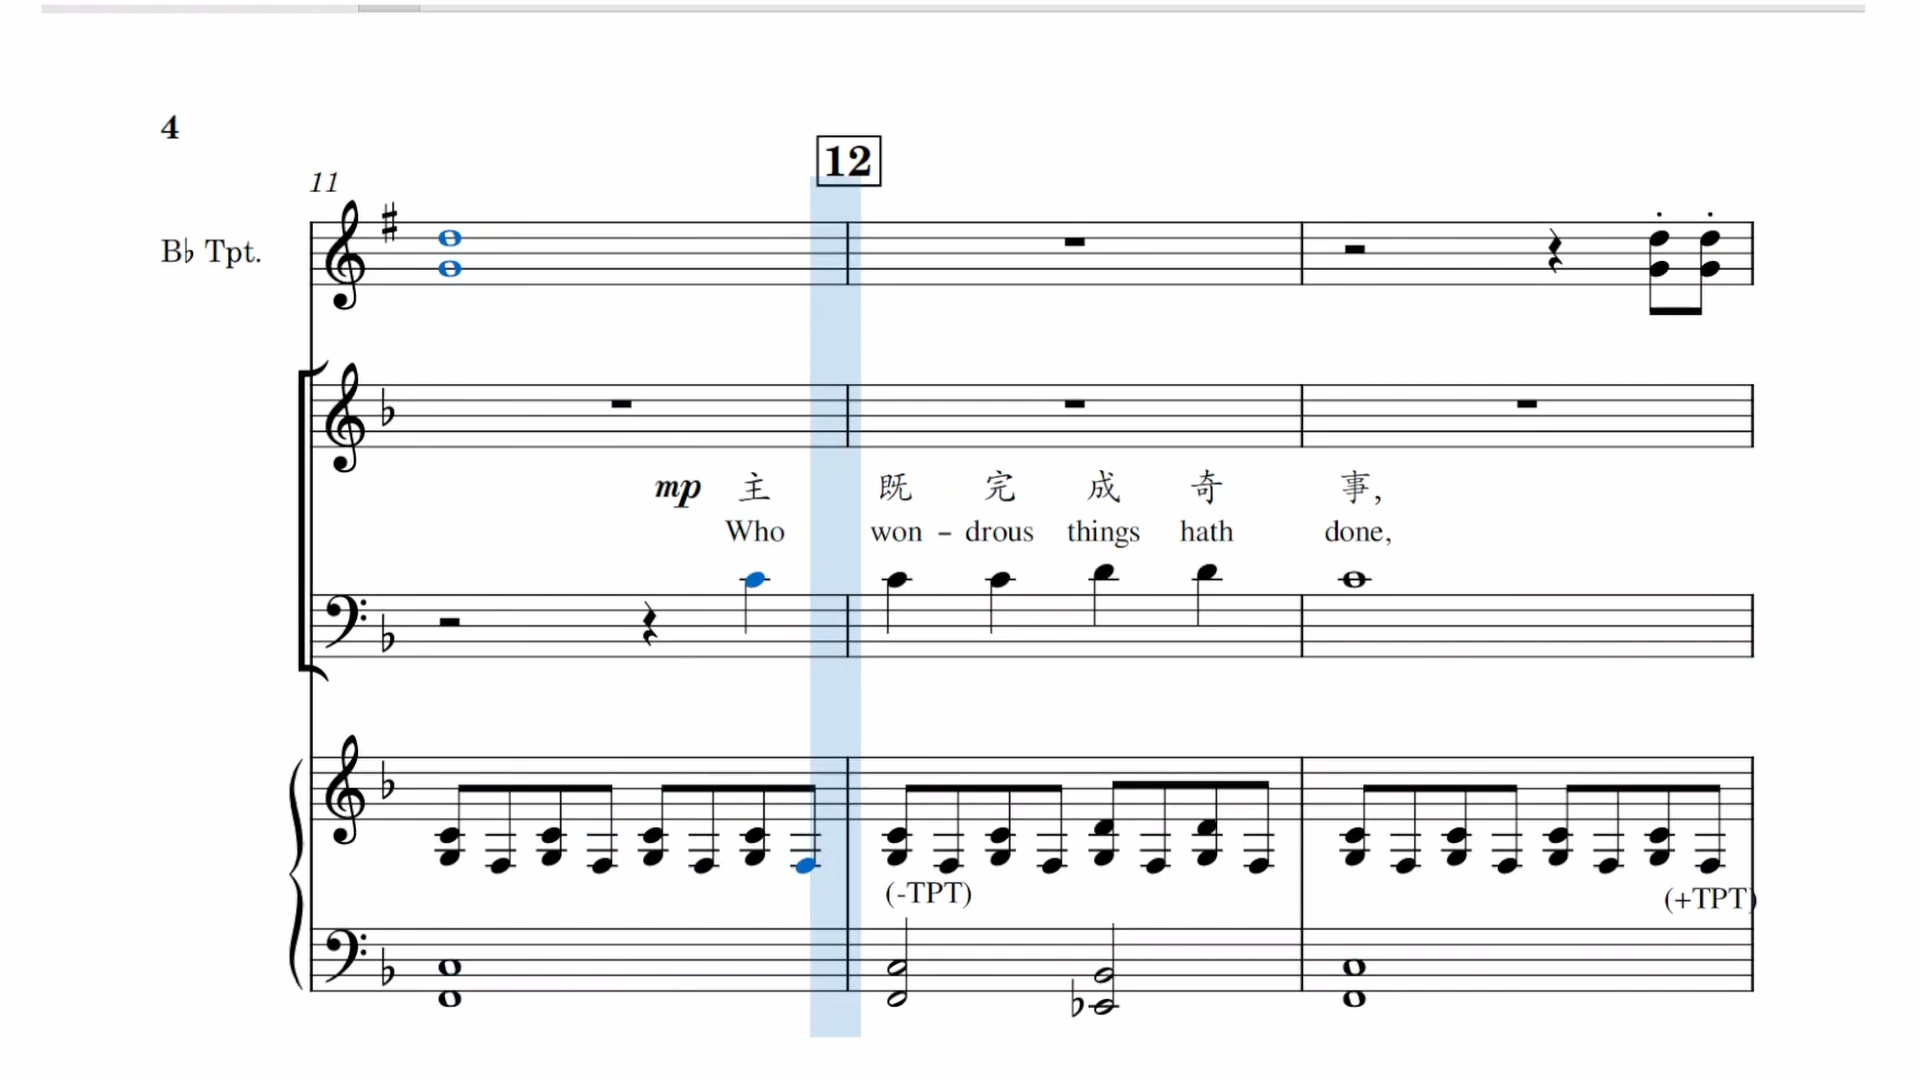 4
12
11
B♭ Tpt.
mp 主 既 完 成 奇 事,
Who won - drous things hath done,
(-TPT)
(+TPT)